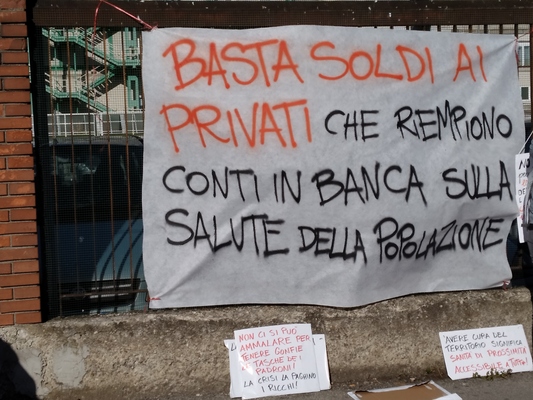 BASTA SOLDI AI
PRIVATI CHE RIEMPIONO
CONTI IN BANCA SULLA
SALUTE DELLA POPOLAZIONE
NON CI SI PUÒ
AMMALARE PER
TENERE GONFIE
TASCHE DEI
PADRONI!
LA CRISI LA PAGHINO
I RICCHI!
AVERE CURA DEL
TERRITORIO SIGNIFICA
SANITÀ DI PROSSIMITÀ
ACCESSIBILE A TUTTI!